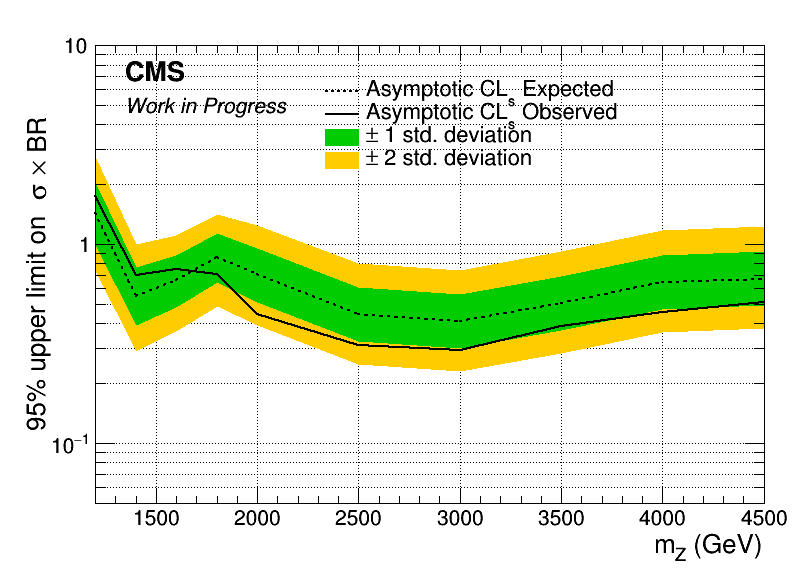 10
CMS
Work in Progress
Asymptotic CLs Expected
Asymptotic CLs Observed
± 1 std. deviation
± 2 std. deviation
95% upper limit on σ × BR
1
10⁻¹
1500 2000 2500 3000 3500 4000 4500
mZ (GeV)